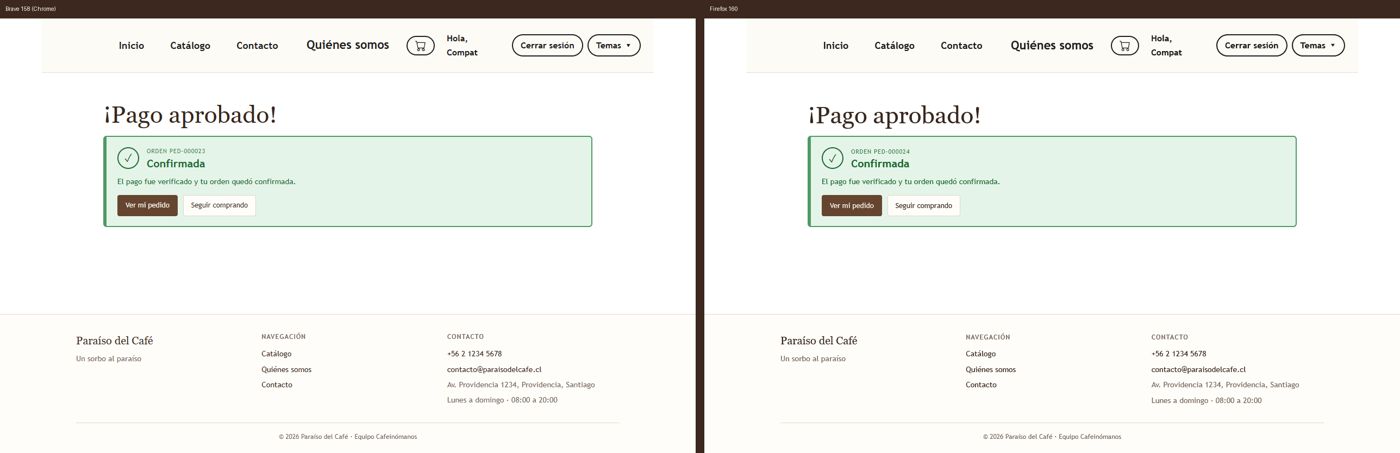 Brave 158 (Chrome)
Inicio Catálogo Contacto Quiénes somos Hola, Compat Cerrar sesión Temas ▼
¡Pago aprobado!
ORDEN PED-000023
Confirmada
El pago fue verificado y tu orden quedó confirmada.
Ver mi pedido Seguir comprando
Paraíso del Café
Un sorbo al paraíso
NAVEGACIÓN
Catálogo
Quiénes somos
Contacto
CONTACTO
+56 2 1234 5678
contacto@paraisodelcafe.cl
Av. Providencia 1234, Providencia, Santiago
Lunes a domingo · 08:00 a 20:00
© 2026 Paraíso del Café · Equipo Cafeinómanos
Firefox 160
Inicio Catálogo Contacto Quiénes somos Hola, Compat Cerrar sesión Temas ▼
¡Pago aprobado!
ORDEN PED-000024
Confirmada
El pago fue verificado y tu orden quedó confirmada.
Ver mi pedido Seguir comprando
Paraíso del Café
Un sorbo al paraíso
NAVEGACIÓN
Catálogo
Quiénes somos
Contacto
CONTACTO
+56 2 1234 5678
contacto@paraisodelcafe.cl
Av. Providencia 1234, Providencia, Santiago
Lunes a domingo · 08:00 a 20:00
© 2026 Paraíso del Café · Equipo Cafeinómanos